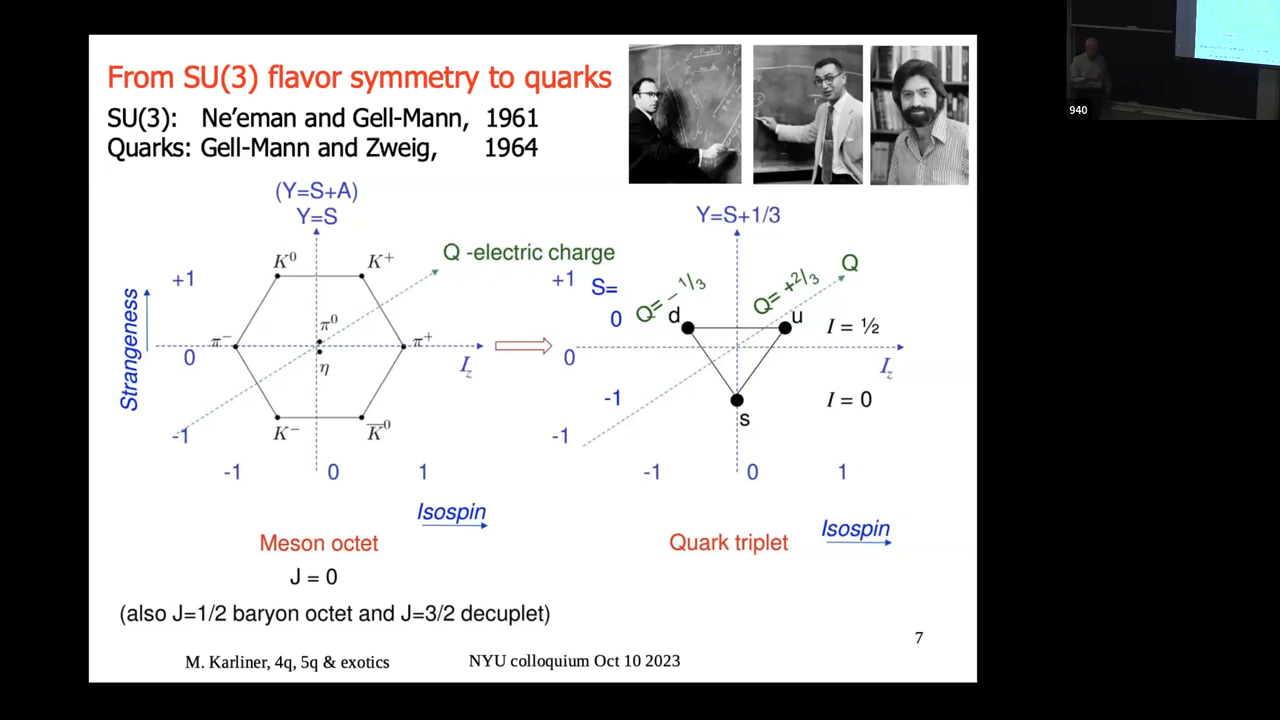 From SU(3) flavor symmetry to quarks
SU(3): Ne'eman and Gell-Mann, 1961
Quarks: Gell-Mann and Zweig, 1964
940
(Y=S+A)
Y=S
Q -electric charge
K⁰
K⁺
+1
π⁰
π⁻
π⁺
0
η
I_z
K⁻
K̅⁰
-1
-1
0
1
Strangeness
Isospin
Meson octet
J = 0
(also J=1/2 baryon octet and J=3/2 decuplet)
Y=S+1/3
Q
+1
S=
Q= – 1/3
Q= +2/3
0
d
u
I = ½
0
I_z
-1
I = 0
s
-1
-1
0
1
Isospin
Quark triplet
7
M. Karliner, 4q, 5q & exotics
NYU colloquium Oct 10 2023